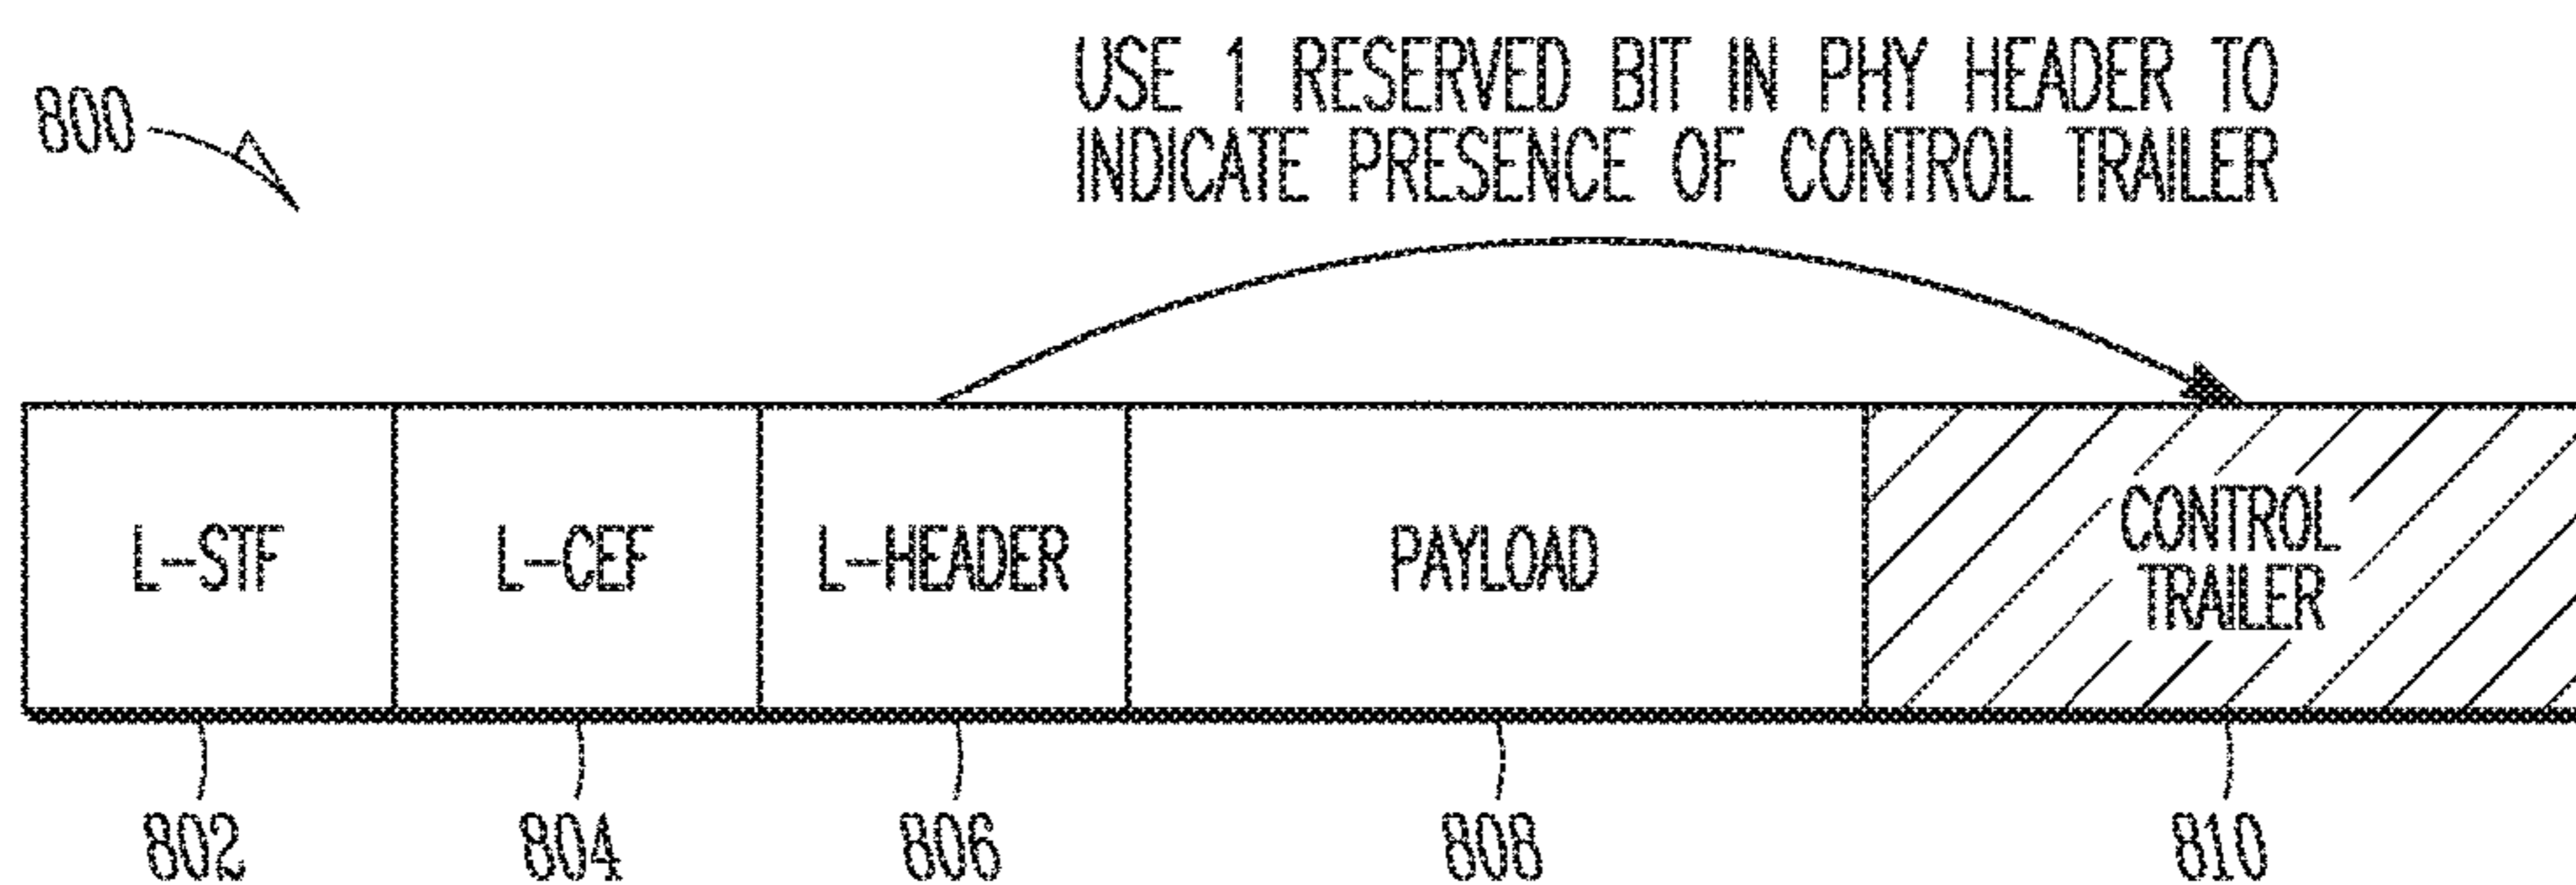 USE 1 RESERVED BIT IN PHY HEADER TO
INDICATE PRESENCE OF CONTROL TRAILER
800
L-STF
L-CEF
L-HEADER
PAYLOAD
CONTROL
TRAILER
802
804
806
808
810